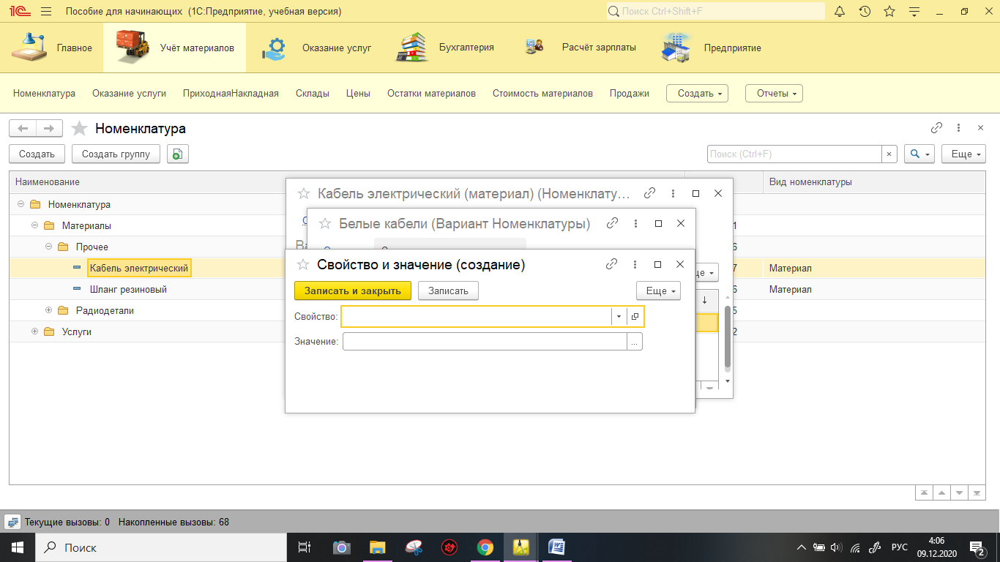 1С Пособие для начинающих (1С:Предприятие, учебная версия) Поиск Ctrl+Shift+F
Главное Учёт материалов Оказание услуг Бухгалтерия Расчёт зарплаты Предприятие
Номенклатура Оказание услуги ПриходнаяНакладная Склады Цены Остатки материалов Стоимость материалов Продажи Создать Отчеты
Номенклатура
Создать Создать группу Поиск (Ctrl+F) × Еще
Наименование Вид номенклатуры
Номенклатура
Материалы 1
Прочее 6
Кабель электрический 7 Материал
Шланг резиновый 6 Материал
Радиодетали 5
Услуги 2
Кабель электрический (материал) (Номенклату...
Белые кабели (Вариант Номенклатуры)
ще
Свойство и значение (создание)
Записать и закрыть Записать Еще
Свойство:
Значение: ...
Текущие вызовы: 0 Накопленные вызовы: 68
Поиск
РУС
4:06
09.12.2020
2